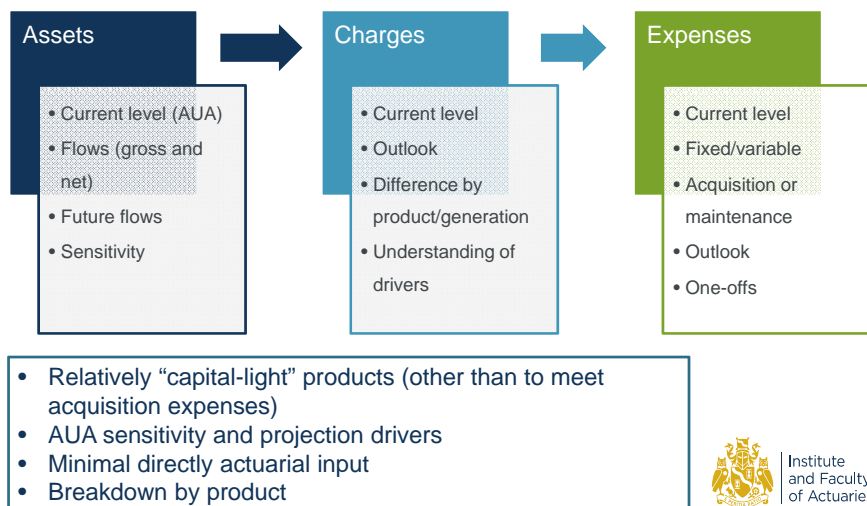 Assets
• Current level (AUA)
• Flows (gross and
net)
• Future flows
• Sensitivity
Charges
• Current level
• Outlook
• Difference by
product/generation
• Understanding of
drivers
Expenses
• Current level
• Fixed/variable
• Acquisition or
maintenance
• Outlook
• One-offs
• Relatively “capital-light” products (other than to meet
acquisition expenses)
• AUA sensitivity and projection drivers
• Minimal directly actuarial input
• Breakdown by product
Institute
and Faculty
of Actuarie